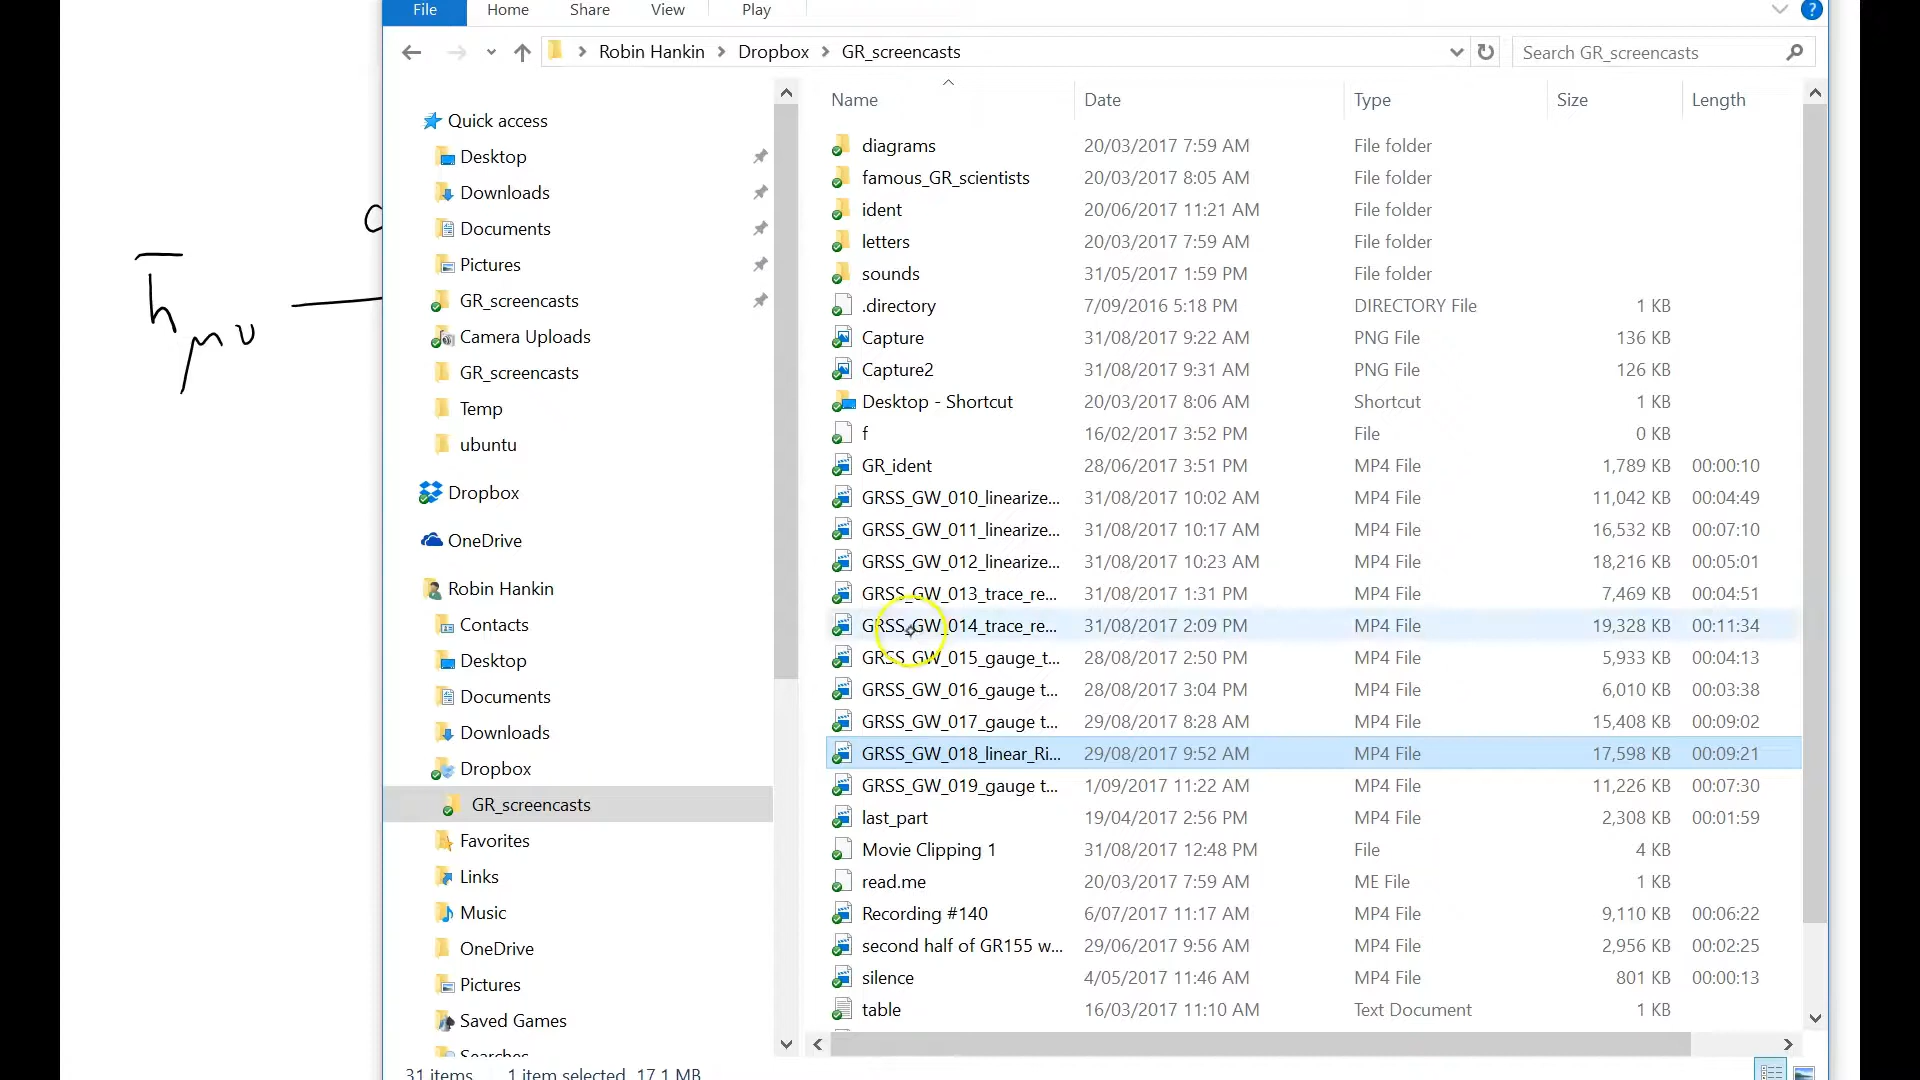 File Home Share View Play
Robin Hankin > Dropbox > GR_screencasts
Search GR_screencasts
Name Date Type Size Length
Quick access
Desktop
Downloads
Documents
Pictures
GR_screencasts
Camera Uploads
GR_screencasts
Temp
ubuntu
Dropbox
OneDrive
Robin Hankin
Contacts
Desktop
Documents
Downloads
Dropbox
GR_screencasts
Favorites
Links
Music
OneDrive
Pictures
Saved Games
Searches
diagrams 20/03/2017 7:59 AM File folder
famous_GR_scientists 20/03/2017 8:05 AM File folder
ident 20/06/2017 11:21 AM File folder
letters 20/03/2017 7:59 AM File folder
sounds 31/05/2017 1:59 PM File folder
.directory 7/09/2016 5:18 PM DIRECTORY File 1 KB
Capture 31/08/2017 9:22 AM PNG File 136 KB
Capture2 31/08/2017 9:31 AM PNG File 126 KB
Desktop - Shortcut 20/03/2017 8:06 AM Shortcut 1 KB
f 16/02/2017 3:52 PM File 0 KB
GR_ident 28/06/2017 3:51 PM MP4 File 1,789 KB 00:00:10
GRSS_GW_010_linearize... 31/08/2017 10:02 AM MP4 File 11,042 KB 00:04:49
GRSS_GW_011_linearize... 31/08/2017 10:17 AM MP4 File 16,532 KB 00:07:10
GRSS_GW_012_linearize... 31/08/2017 10:23 AM MP4 File 18,216 KB 00:05:01
GRSS_GW_013_trace_re... 31/08/2017 1:31 PM MP4 File 7,469 KB 00:04:51
GRSS_GW_014_trace_re... 31/08/2017 2:09 PM MP4 File 19,328 KB 00:11:34
GRSS_GW_015_gauge_t... 28/08/2017 2:50 PM MP4 File 5,933 KB 00:04:13
GRSS_GW_016_gauge t... 28/08/2017 3:04 PM MP4 File 6,010 KB 00:03:38
GRSS_GW_017_gauge t... 29/08/2017 8:28 AM MP4 File 15,408 KB 00:09:02
GRSS_GW_018_linear_Ri... 29/08/2017 9:52 AM MP4 File 17,598 KB 00:09:21
GRSS_GW_019_gauge t... 1/09/2017 11:22 AM MP4 File 11,226 KB 00:07:30
last_part 19/04/2017 2:56 PM MP4 File 2,308 KB 00:01:59
Movie Clipping 1 31/08/2017 12:48 PM File 4 KB
read.me 20/03/2017 7:59 AM ME File 1 KB
Recording #140 6/07/2017 11:17 AM MP4 File 9,110 KB 00:06:22
second half of GR155 w... 29/06/2017 9:56 AM MP4 File 2,956 KB 00:02:25
silence 4/05/2017 11:46 AM MP4 File 801 KB 00:00:13
table 16/03/2017 11:10 AM Text Document 1 KB
31 items 1 item selected 17.1 MB
h̄ μν